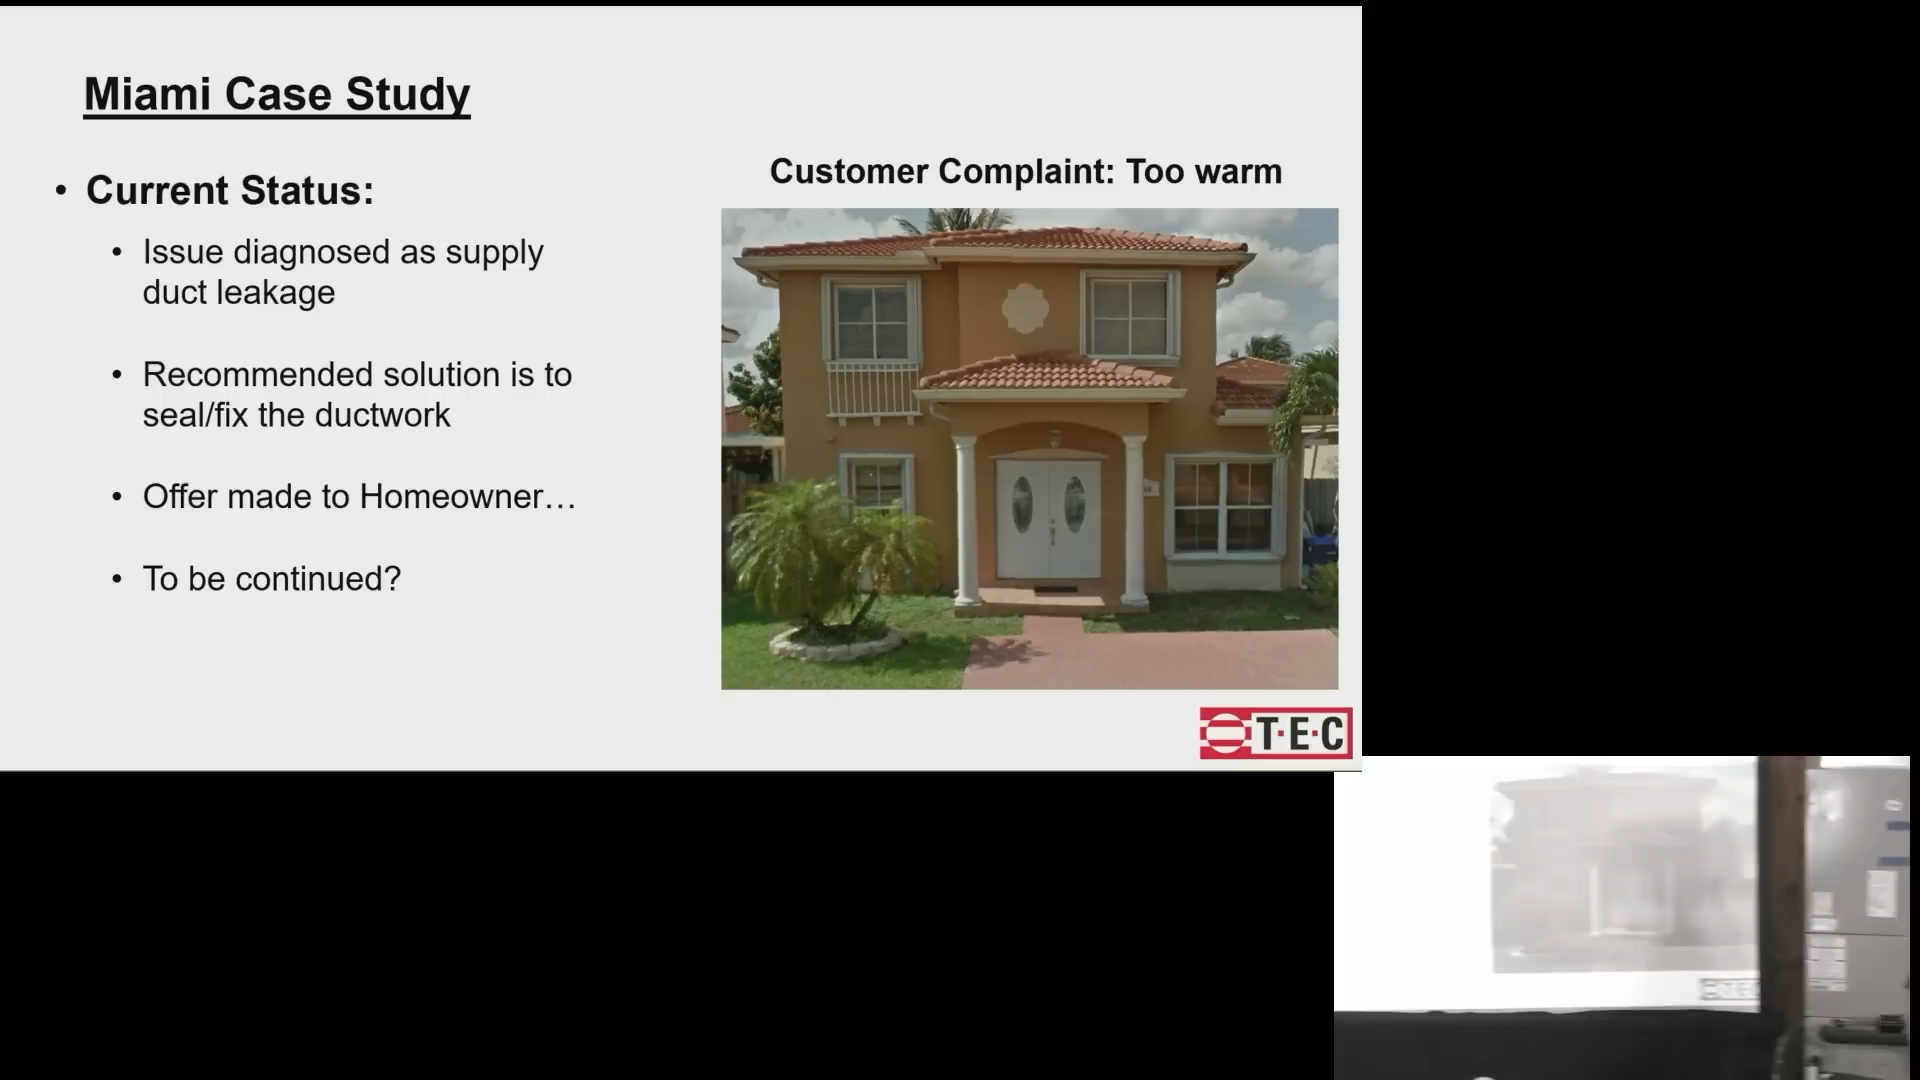 Miami Case Study
• Current Status:
• Issue diagnosed as supply
duct leakage
• Recommended solution is to
seal/fix the ductwork
• Offer made to Homeowner…
• To be continued?
Customer Complaint: Too warm
T·E·C